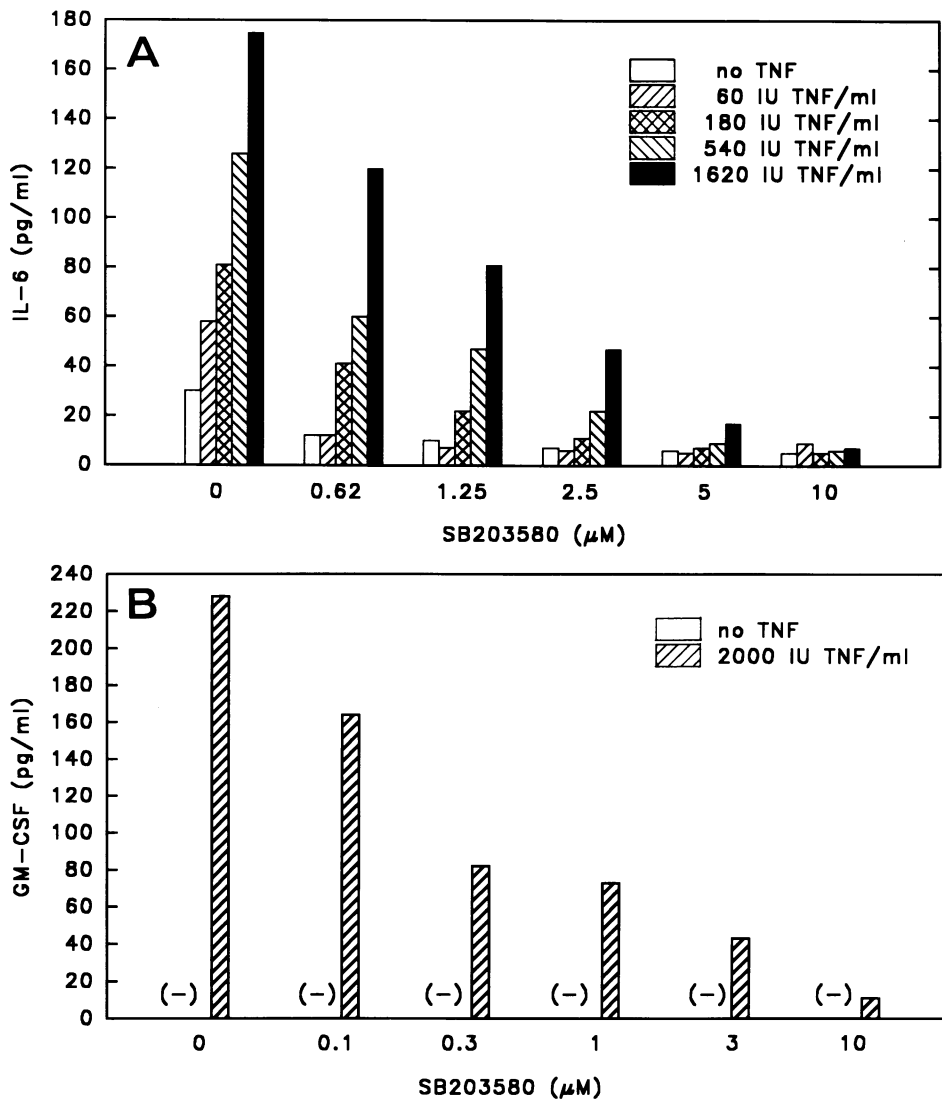 A
180
160
140
120
100
80
60
40
20
0
IL-6 (pg/ml)
no TNF
60 IU TNF/ml
180 IU TNF/ml
540 IU TNF/ml
1620 IU TNF/ml
0 0.62 1.25 2.5 5 10
SB203580 (μM)
B
240
220
200
180
160
140
120
100
80
60
40
20
0
GM-CSF (pg/ml)
no TNF
2000 IU TNF/ml
(-) (-) (-) (-) (-) (-)
0 0.1 0.3 1 3 10
SB203580 (μM)